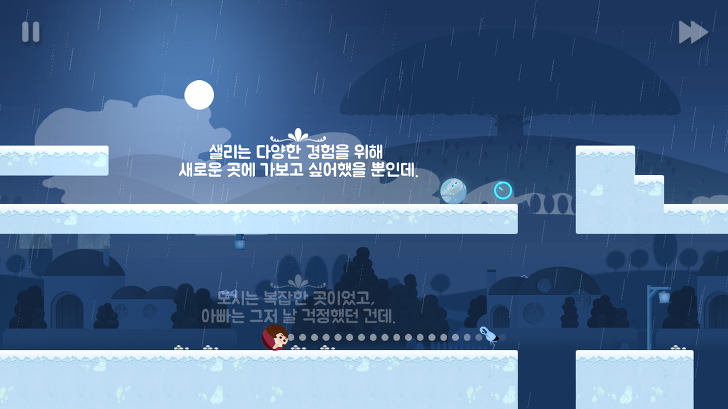 샐리는 다양한 경험을 위해
새로운 곳에 가보고 싶어했을 뿐인데.
도시는 복잡한 곳이었고,
아빠는 그저 날 걱정했던 건데.